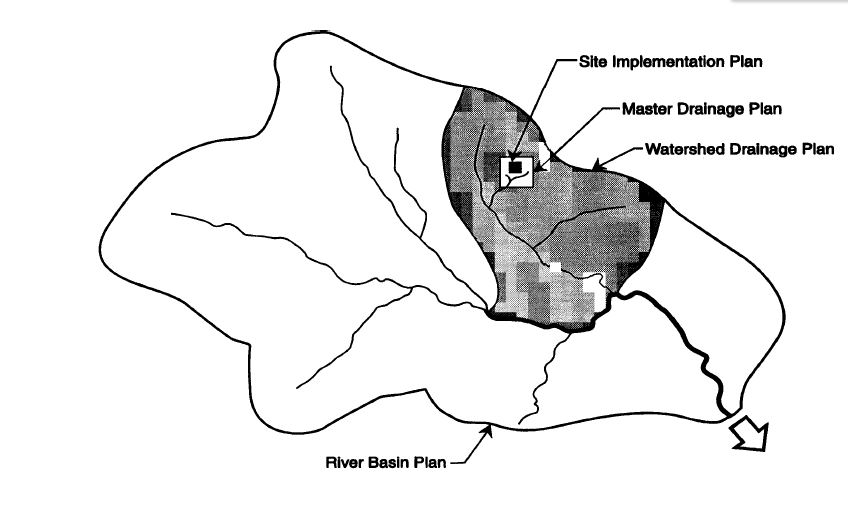 Site Implementation Plan
Master Drainage Plan
Watershed Drainage Plan
River Basin Plan